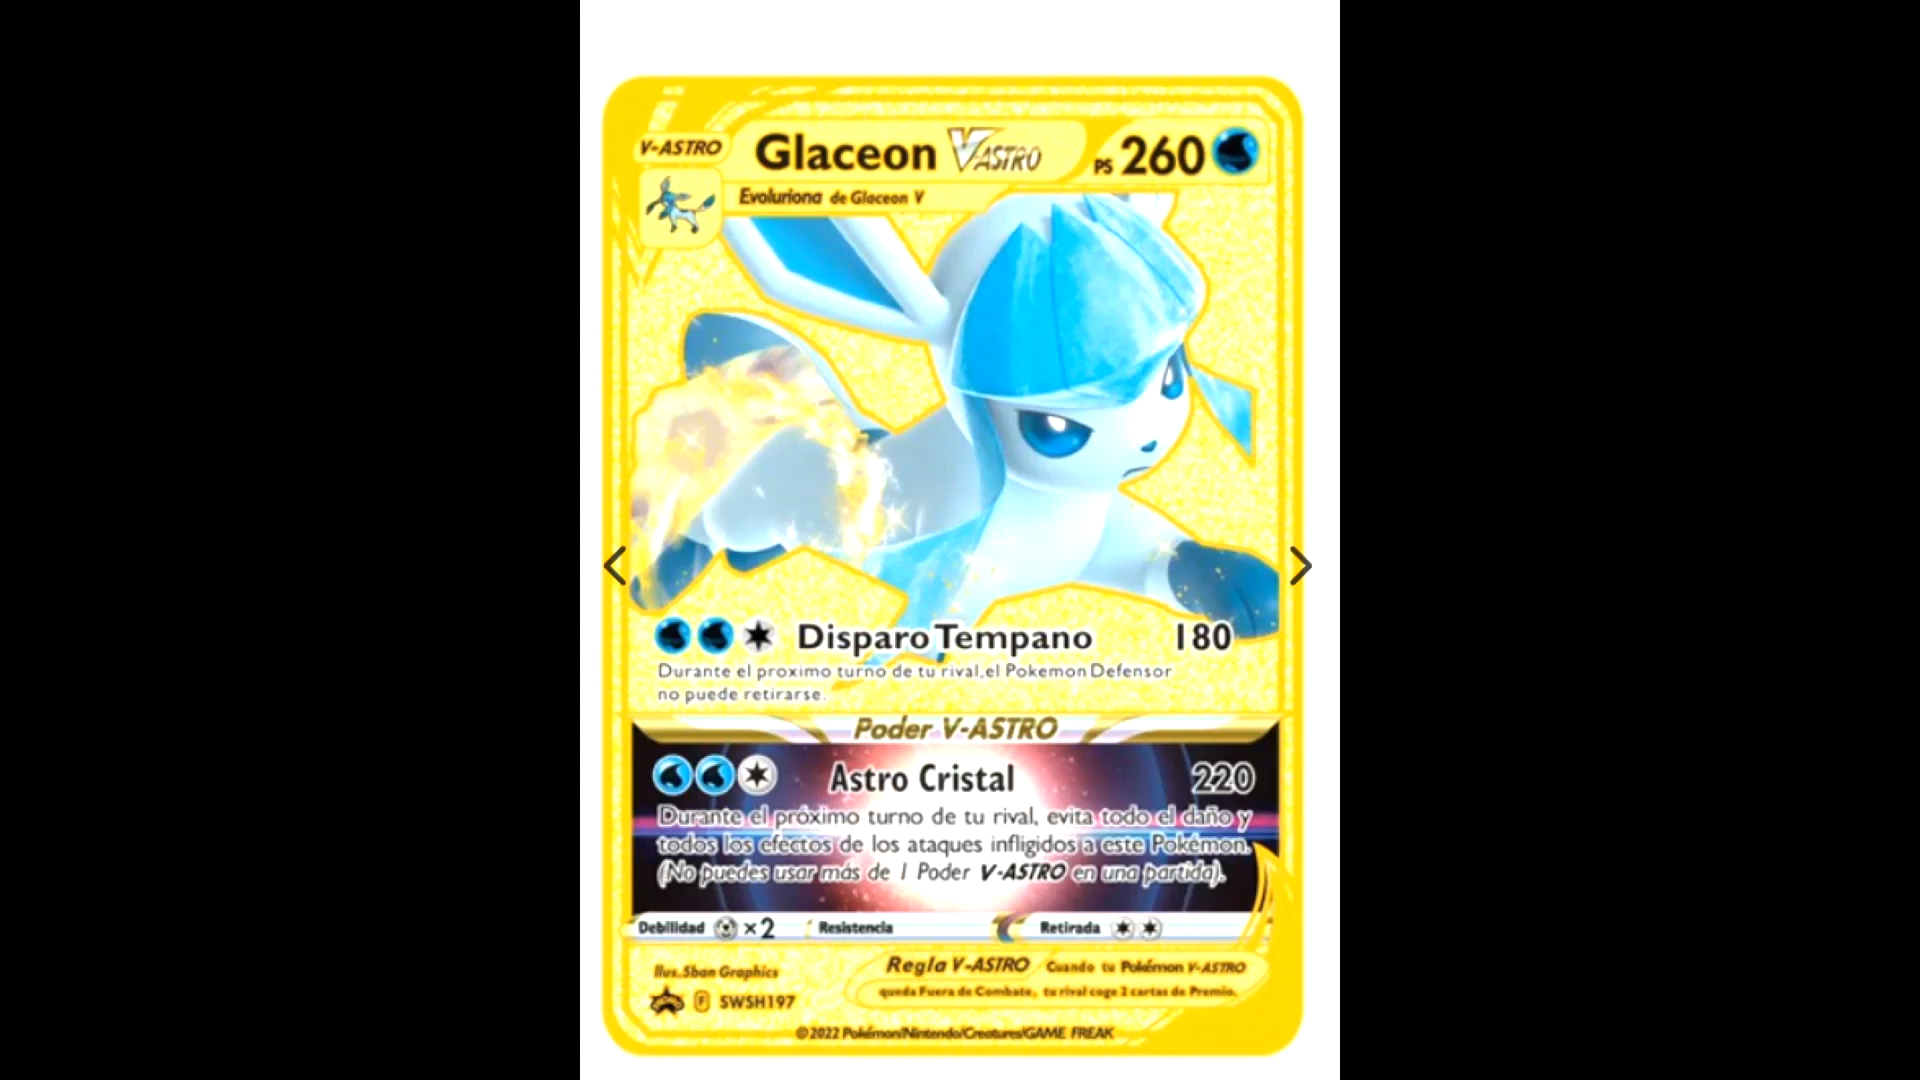 V-ASTRO
Glaceon VASTRO
PS 260
Evoluriona de Glaceon V
Disparo Tempano 180
Durante el proximo turno de tu rival,el Pokemon Defensor
no puede retirarse.
Poder V-ASTRO
Astro Cristal 220
Durante el próximo turno de tu rival, evita todo el daño y
todos los efectos de los ataques infligidos a este Pokémon.
(No puedes usar más de 1 Poder V-ASTRO en una partida).
Debilidad ×2 Resistencia Retirada
Ilus.5ban Graphics
Regla V-ASTRO Cuando tu Pokémon V-ASTRO
queda Fuera de Combate, tu rival coge 2 cartas de Premio.
F SWSH197
©2022 Pokémon/Nintendo/Creatures/GAME FREAK